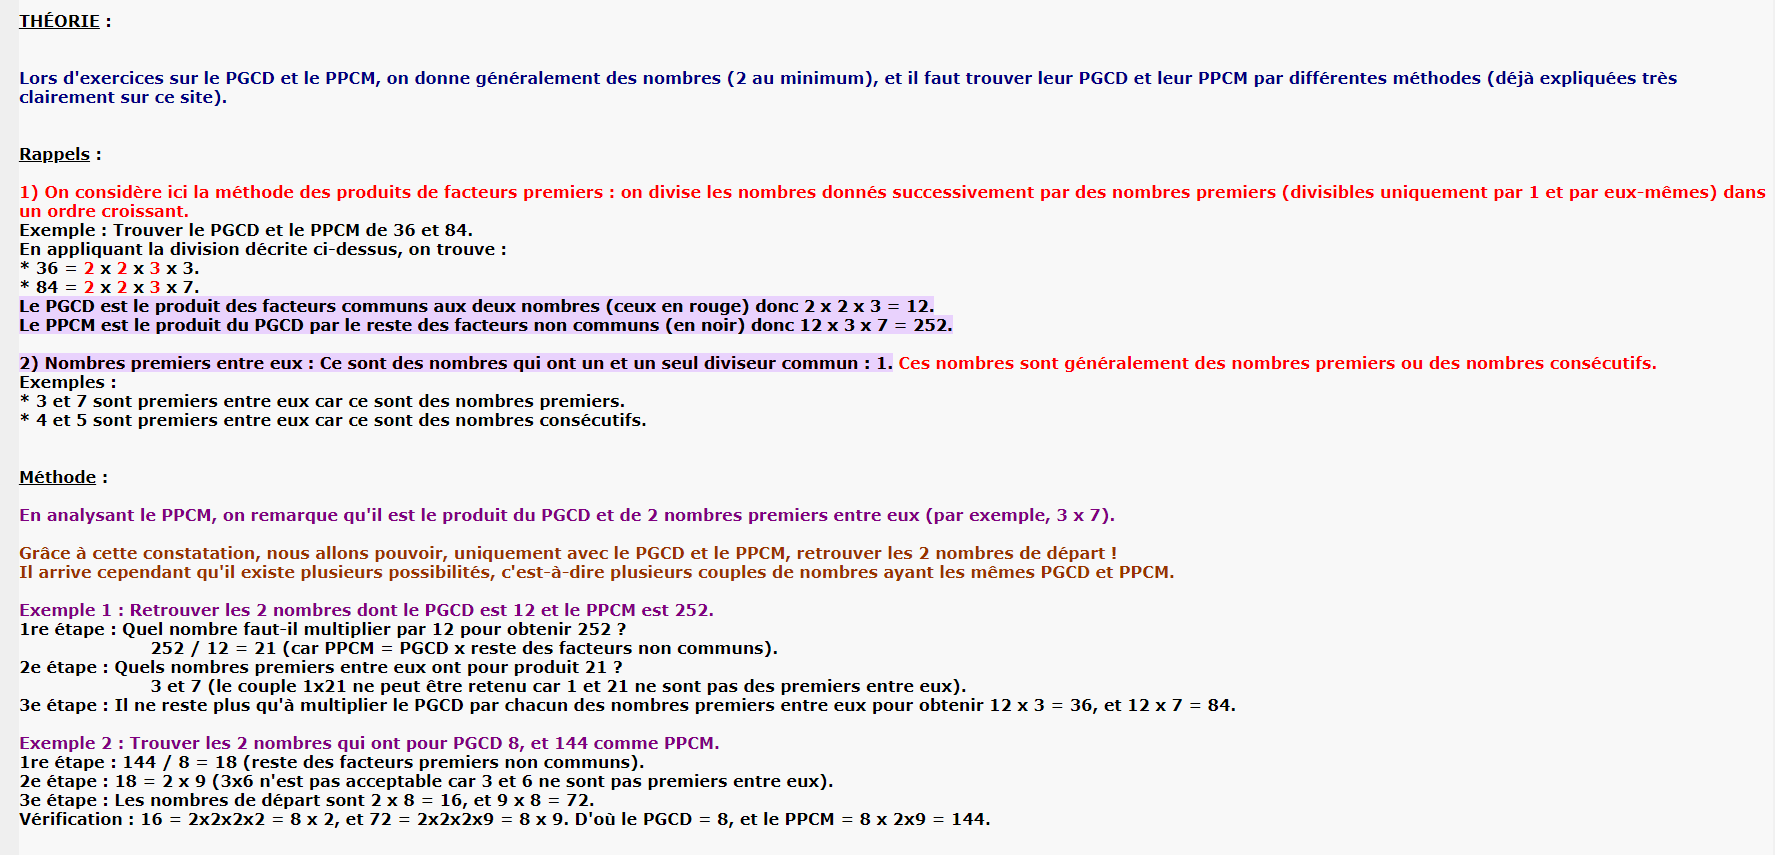 THÉORIE :
Lors d'exercices sur le PGCD et le PPCM, on donne généralement des nombres (2 au minimum), et il faut trouver leur PGCD et leur PPCM par différentes méthodes (déjà expliquées très
clairement sur ce site).
Rappels :
1) On considère ici la méthode des produits de facteurs premiers : on divise les nombres donnés successivement par des nombres premiers (divisibles uniquement par 1 et par eux-mêmes) dans
un ordre croissant.
Exemple : Trouver le PGCD et le PPCM de 36 et 84.
En appliquant la division décrite ci-dessus, on trouve :
* 36 = 2 x 2 x 3 x 3.
* 84 = 2 x 2 x 3 x 7.
Le PGCD est le produit des facteurs communs aux deux nombres (ceux en rouge) donc 2 x 2 x 3 = 12.
Le PPCM est le produit du PGCD par le reste des facteurs non communs (en noir) donc 12 x 3 x 7 = 252.
2) Nombres premiers entre eux : Ce sont des nombres qui ont un et un seul diviseur commun : 1. Ces nombres sont généralement des nombres premiers ou des nombres consécutifs.
Exemples :
* 3 et 7 sont premiers entre eux car ce sont des nombres premiers.
* 4 et 5 sont premiers entre eux car ce sont des nombres consécutifs.
Méthode :
En analysant le PPCM, on remarque qu'il est le produit du PGCD et de 2 nombres premiers entre eux (par exemple, 3 x 7).
Grâce à cette constatation, nous allons pouvoir, uniquement avec le PGCD et le PPCM, retrouver les 2 nombres de départ !
Il arrive cependant qu'il existe plusieurs possibilités, c'est-à-dire plusieurs couples de nombres ayant les mêmes PGCD et PPCM.
Exemple 1 : Retrouver les 2 nombres dont le PGCD est 12 et le PPCM est 252.
1re étape : Quel nombre faut-il multiplier par 12 pour obtenir 252 ?
252 / 12 = 21 (car PPCM = PGCD x reste des facteurs non communs).
2e étape : Quels nombres premiers entre eux ont pour produit 21 ?
3 et 7 (le couple 1x21 ne peut être retenu car 1 et 21 ne sont pas des premiers entre eux).
3e étape : Il ne reste plus qu'à multiplier le PGCD par chacun des nombres premiers entre eux pour obtenir 12 x 3 = 36, et 12 x 7 = 84.
Exemple 2 : Trouver les 2 nombres qui ont pour PGCD 8, et 144 comme PPCM.
1re étape : 144 / 8 = 18 (reste des facteurs premiers non communs).
2e étape : 18 = 2 x 9 (3x6 n'est pas acceptable car 3 et 6 ne sont pas premiers entre eux).
3e étape : Les nombres de départ sont 2 x 8 = 16, et 9 x 8 = 72.
Vérification : 16 = 2x2x2x2 = 8 x 2, et 72 = 2x2x2x9 = 8 x 9. D'où le PGCD = 8, et le PPCM = 8 x 2x9 = 144.